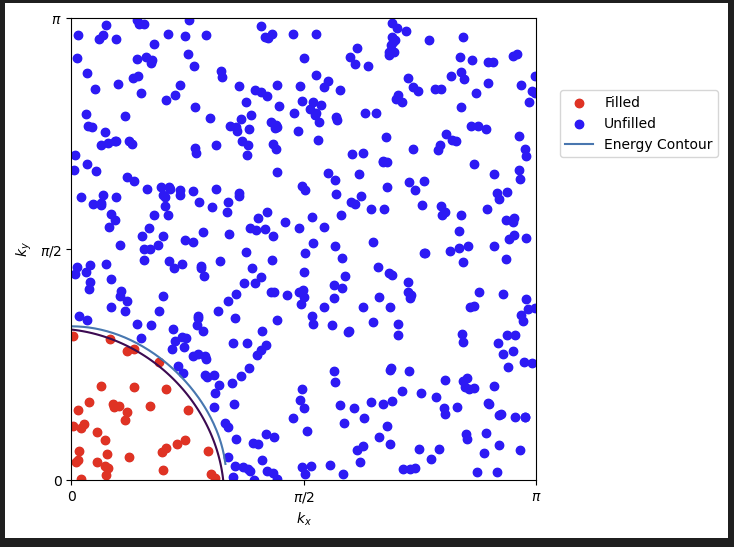 π
Filled
Unfilled
Energy Contour
k_y
π/2
0
0
π/2
π
k_x